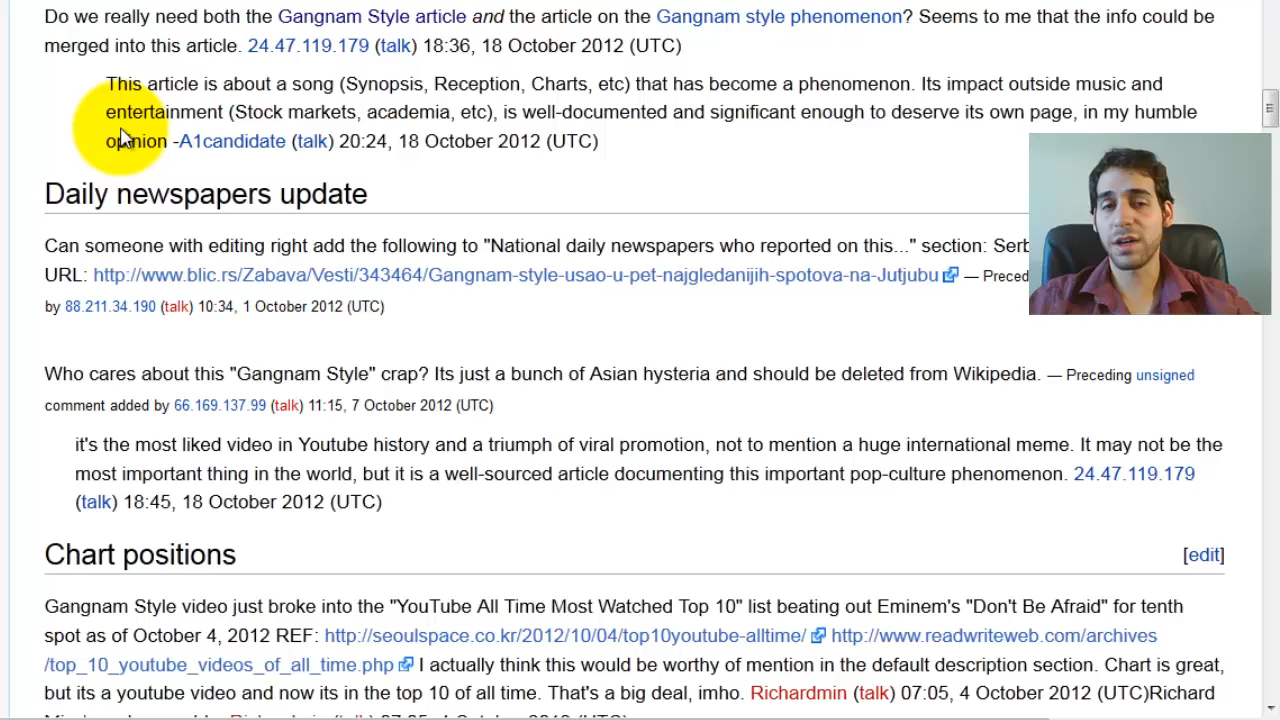 Do we really need both the Gangnam Style article and the article on the Gangnam style phenomenon? Seems to me that the info could be
merged into this article. 24.47.119.179 (talk) 18:36, 18 October 2012 (UTC)
This article is about a song (Synopsis, Reception, Charts, etc) that has become a phenomenon. Its impact outside music and
entertainment (Stock markets, academia, etc), is well-documented and significant enough to deserve its own page, in my humble
opinion -A1candidate (talk) 20:24, 18 October 2012 (UTC)
Daily newspapers update
Can someone with editing right add the following to "National daily newspapers who reported on this..." section: Serb
URL: http://www.blic.rs/Zabava/Vesti/343464/Gangnam-style-usao-u-pet-najgledanijih-spotova-na-Jutjubu — Preced
by 88.211.34.190 (talk) 10:34, 1 October 2012 (UTC)
Who cares about this "Gangnam Style" crap? Its just a bunch of Asian hysteria and should be deleted from Wikipedia. — Preceding unsigned
comment added by 66.169.137.99 (talk) 11:15, 7 October 2012 (UTC)
it's the most liked video in Youtube history and a triumph of viral promotion, not to mention a huge international meme. It may not be the
most important thing in the world, but it is a well-sourced article documenting this important pop-culture phenomenon. 24.47.119.179
(talk) 18:45, 18 October 2012 (UTC)
Chart positions [edit]
Gangnam Style video just broke into the "YouTube All Time Most Watched Top 10" list beating out Eminem's "Don't Be Afraid" for tenth
spot as of October 4, 2012 REF: http://seoulspace.co.kr/2012/10/04/top10youtube-alltime/ http://www.readwriteweb.com/archives
/top_10_youtube_videos_of_all_time.php I actually think this would be worthy of mention in the default description section. Chart is great,
but its a youtube video and now its in the top 10 of all time. That's a big deal, imho. Richardmin (talk) 07:05, 4 October 2012 (UTC)Richard